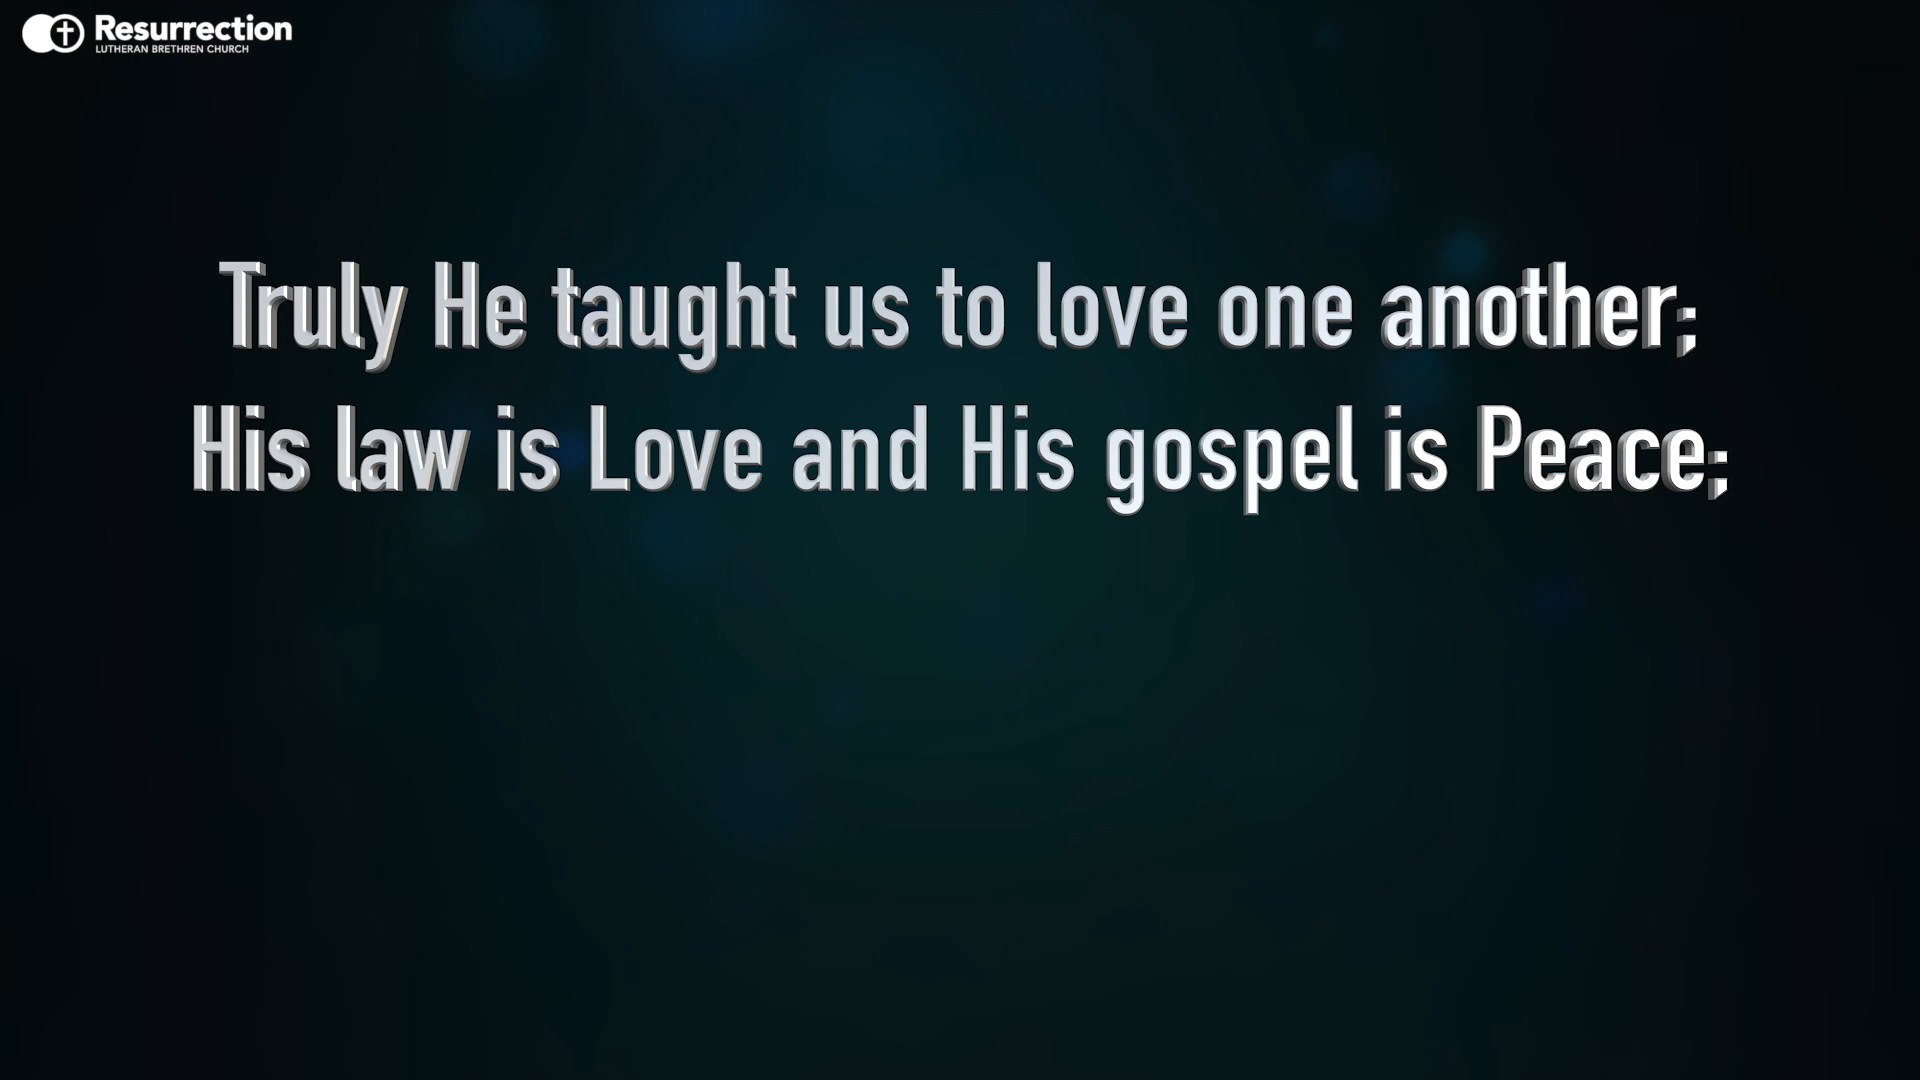 Resurrection
LUTHERAN BRETHREN CHURCH
Truly He taught us to love one another;
His law is Love and His gospel is Peace;